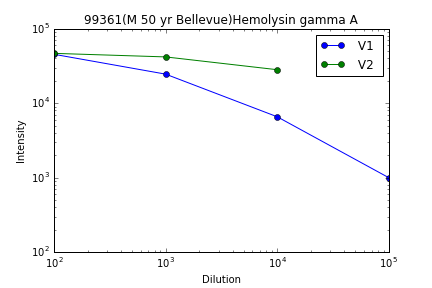 99361(M 50 yr Bellevue)Hemolysin gamma A
10^5
10^4
10^3
10^2
Intensity
V1
V2
10^2 10^3 10^4 10^5
Dilution